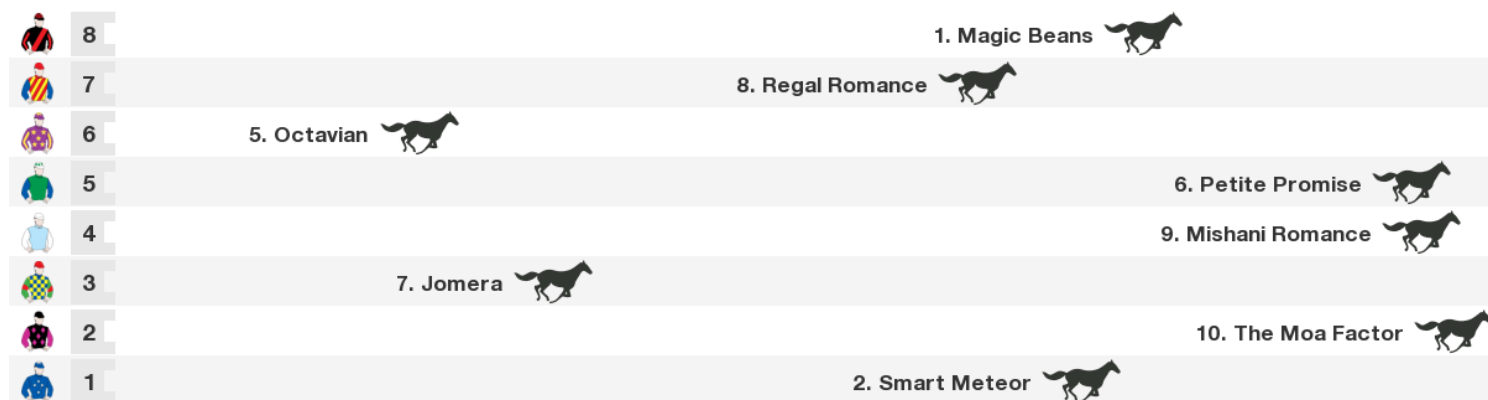 8 1. Magic Beans
7 8. Regal Romance
6 5. Octavian
5 6. Petite Promise
4 9. Mishani Romance
3 7. Jomera
2 10. The Moa Factor
1 2. Smart Meteor